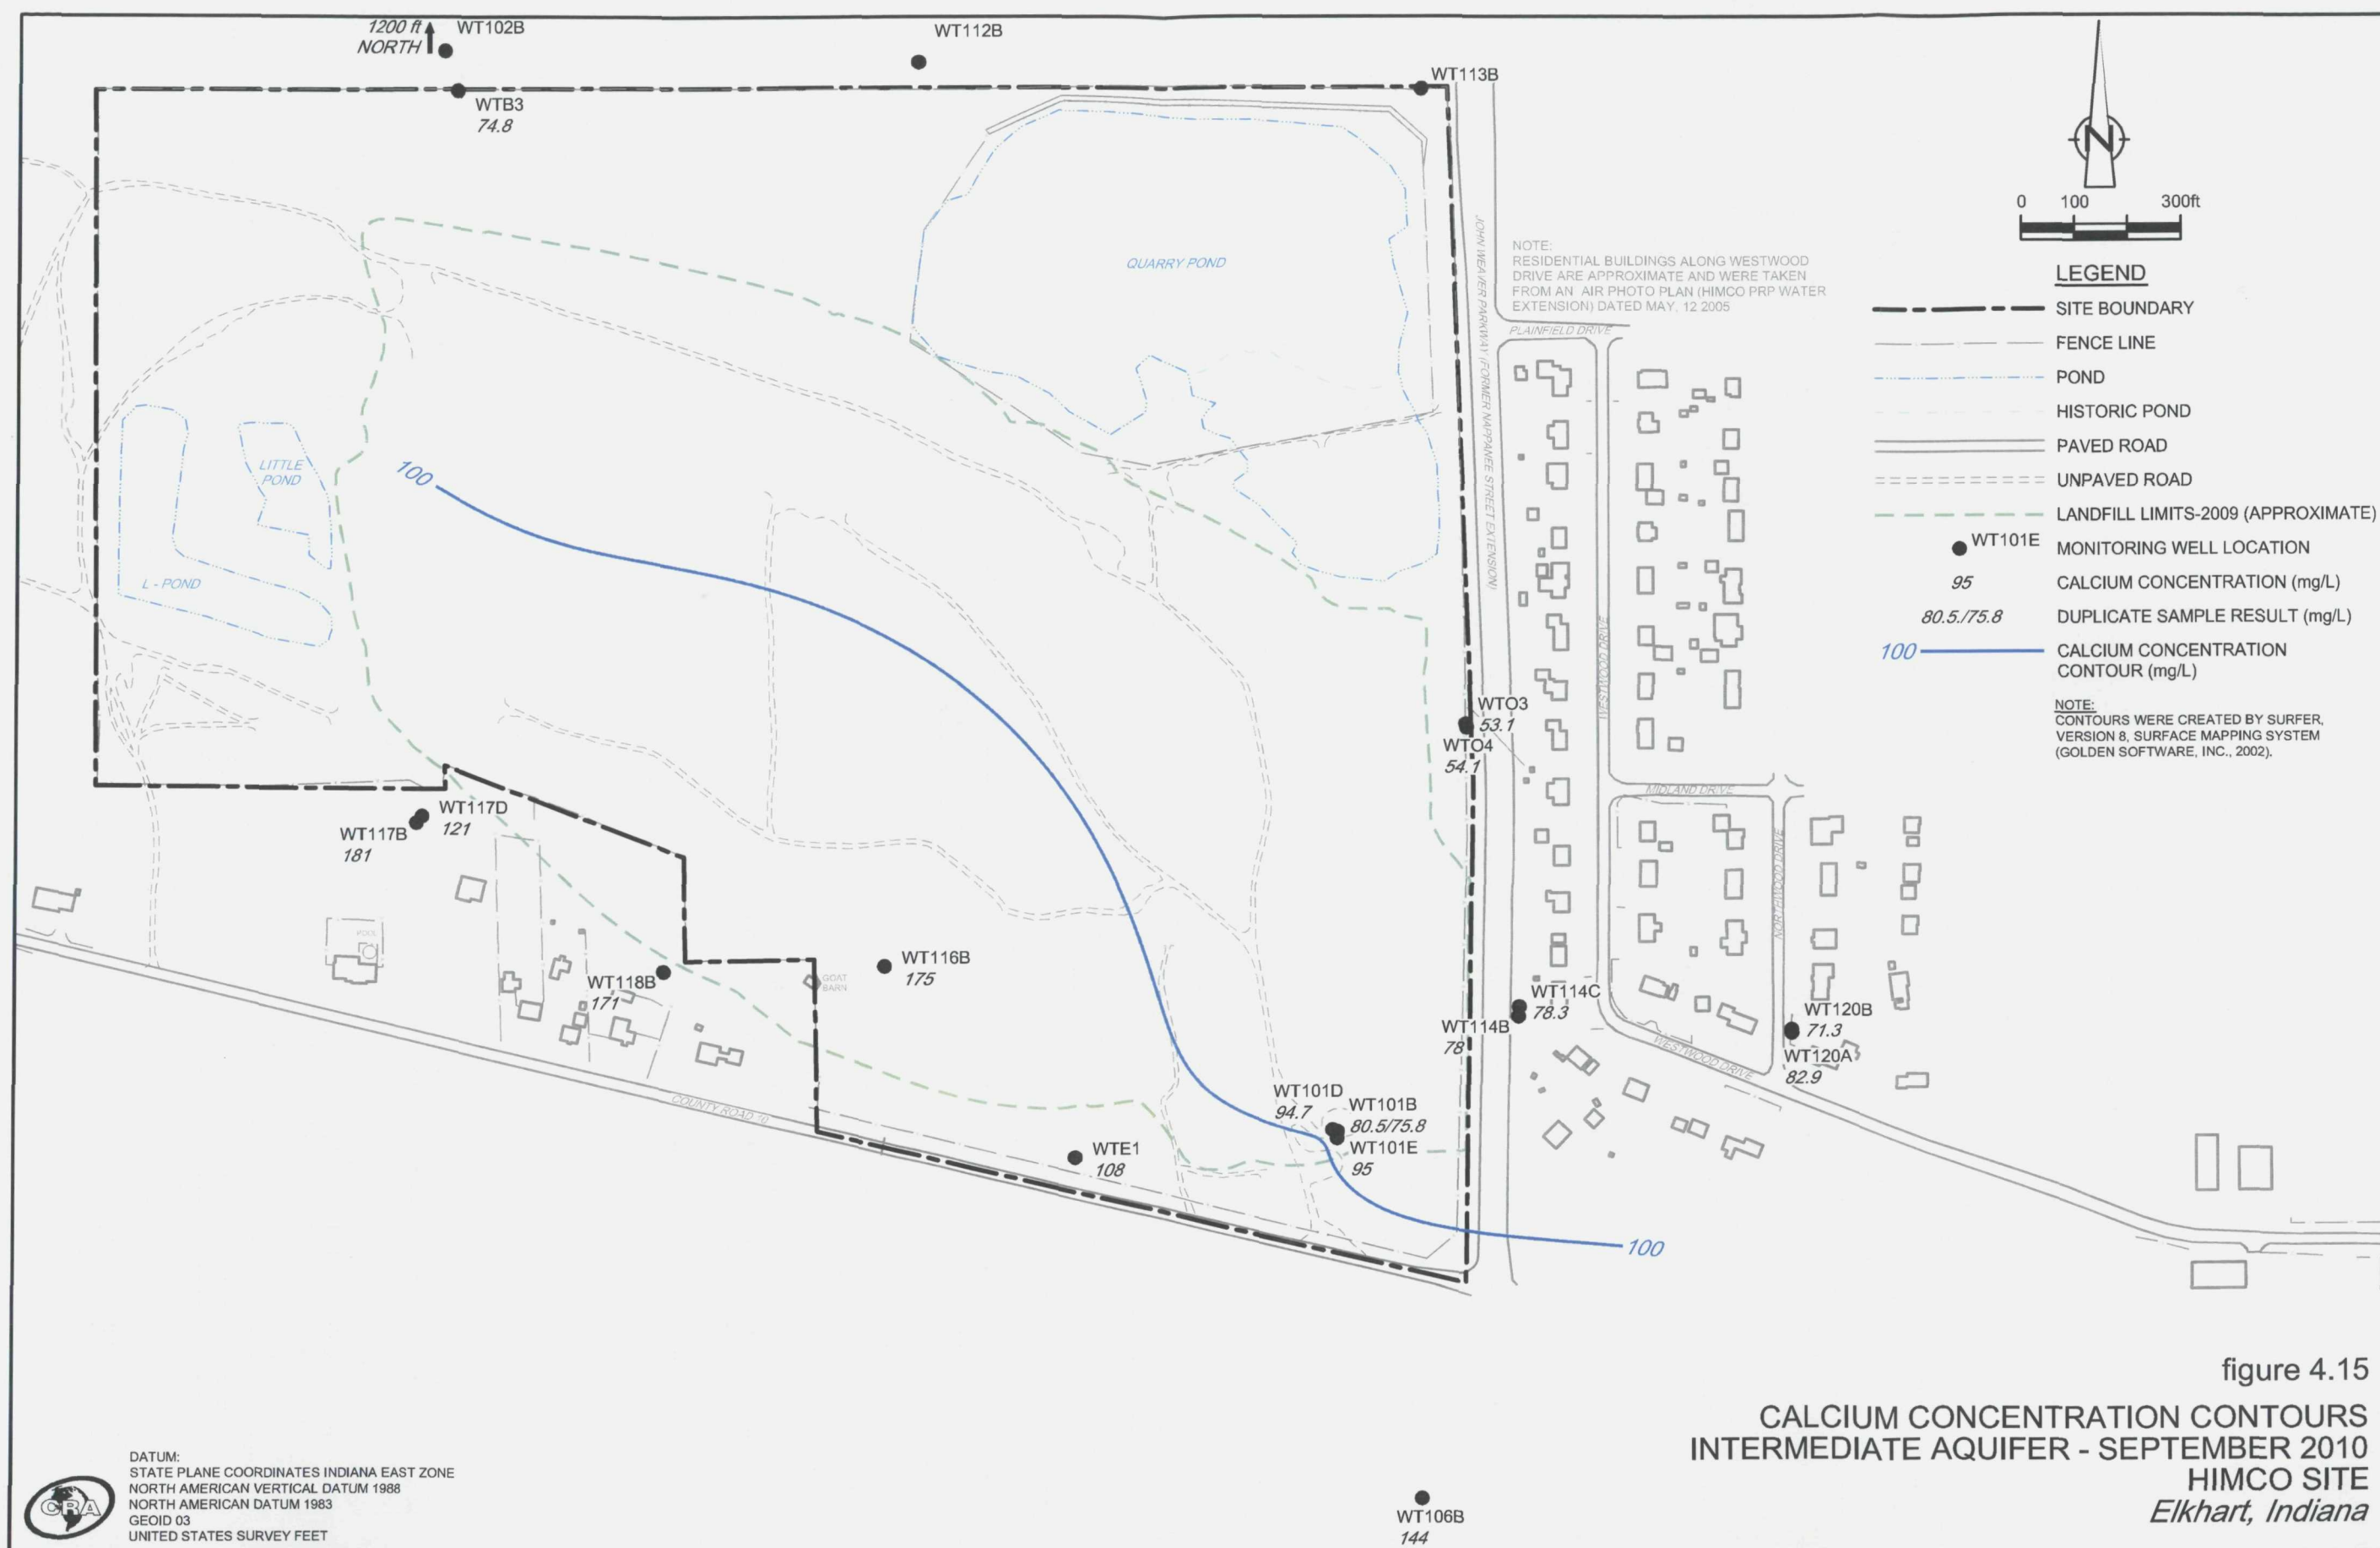 1200 ft
NORTH
WT102B
WT112B
WT113B
WTB3
74.8
QUARRY POND
JOHN WEAVER PARKWAY (FORMER NAPPANEE STREET EXTENSION)
NOTE:
RESIDENTIAL BUILDINGS ALONG WESTWOOD
DRIVE ARE APPROXIMATE AND WERE TAKEN
FROM AN AIR PHOTO PLAN (HIMCO PRP WATER
EXTENSION) DATED MAY, 12 2005
PLAINFIELD DRIVE
N
0 100 300ft
LEGEND
SITE BOUNDARY
FENCE LINE
POND
HISTORIC POND
PAVED ROAD
UNPAVED ROAD
LANDFILL LIMITS-2009 (APPROXIMATE)
WT101E MONITORING WELL LOCATION
95 CALCIUM CONCENTRATION (mg/L)
80.5./75.8 DUPLICATE SAMPLE RESULT (mg/L)
100 CALCIUM CONCENTRATION
CONTOUR (mg/L)
NOTE:
CONTOURS WERE CREATED BY SURFER,
VERSION 8, SURFACE MAPPING SYSTEM
(GOLDEN SOFTWARE, INC., 2002).
LITTLE
POND
L - POND
100
WESTWOOD DRIVE
WTO3
53.1
WTO4
54.1
MIDLAND DRIVE
NORTHWOOD DRIVE
WT117D
121
WT117B
181
POOL
WT118B
171
WT116B
175
GOAT
BARN
WT114C
78.3
WT114B
78
WT120B
71.3
WT120A
82.9
WESTWOOD DRIVE
COUNTY ROAD 10
WT101D
94.7
WT101B
80.5/75.8
WT101E
95
WTE1
108
100
WT106B
144
figure 4.15
CALCIUM CONCENTRATION CONTOURS
INTERMEDIATE AQUIFER - SEPTEMBER 2010
HIMCO SITE
Elkhart, Indiana
CRA
DATUM:
STATE PLANE COORDINATES INDIANA EAST ZONE
NORTH AMERICAN VERTICAL DATUM 1988
NORTH AMERICAN DATUM 1983
GEOID 03
UNITED STATES SURVEY FEET